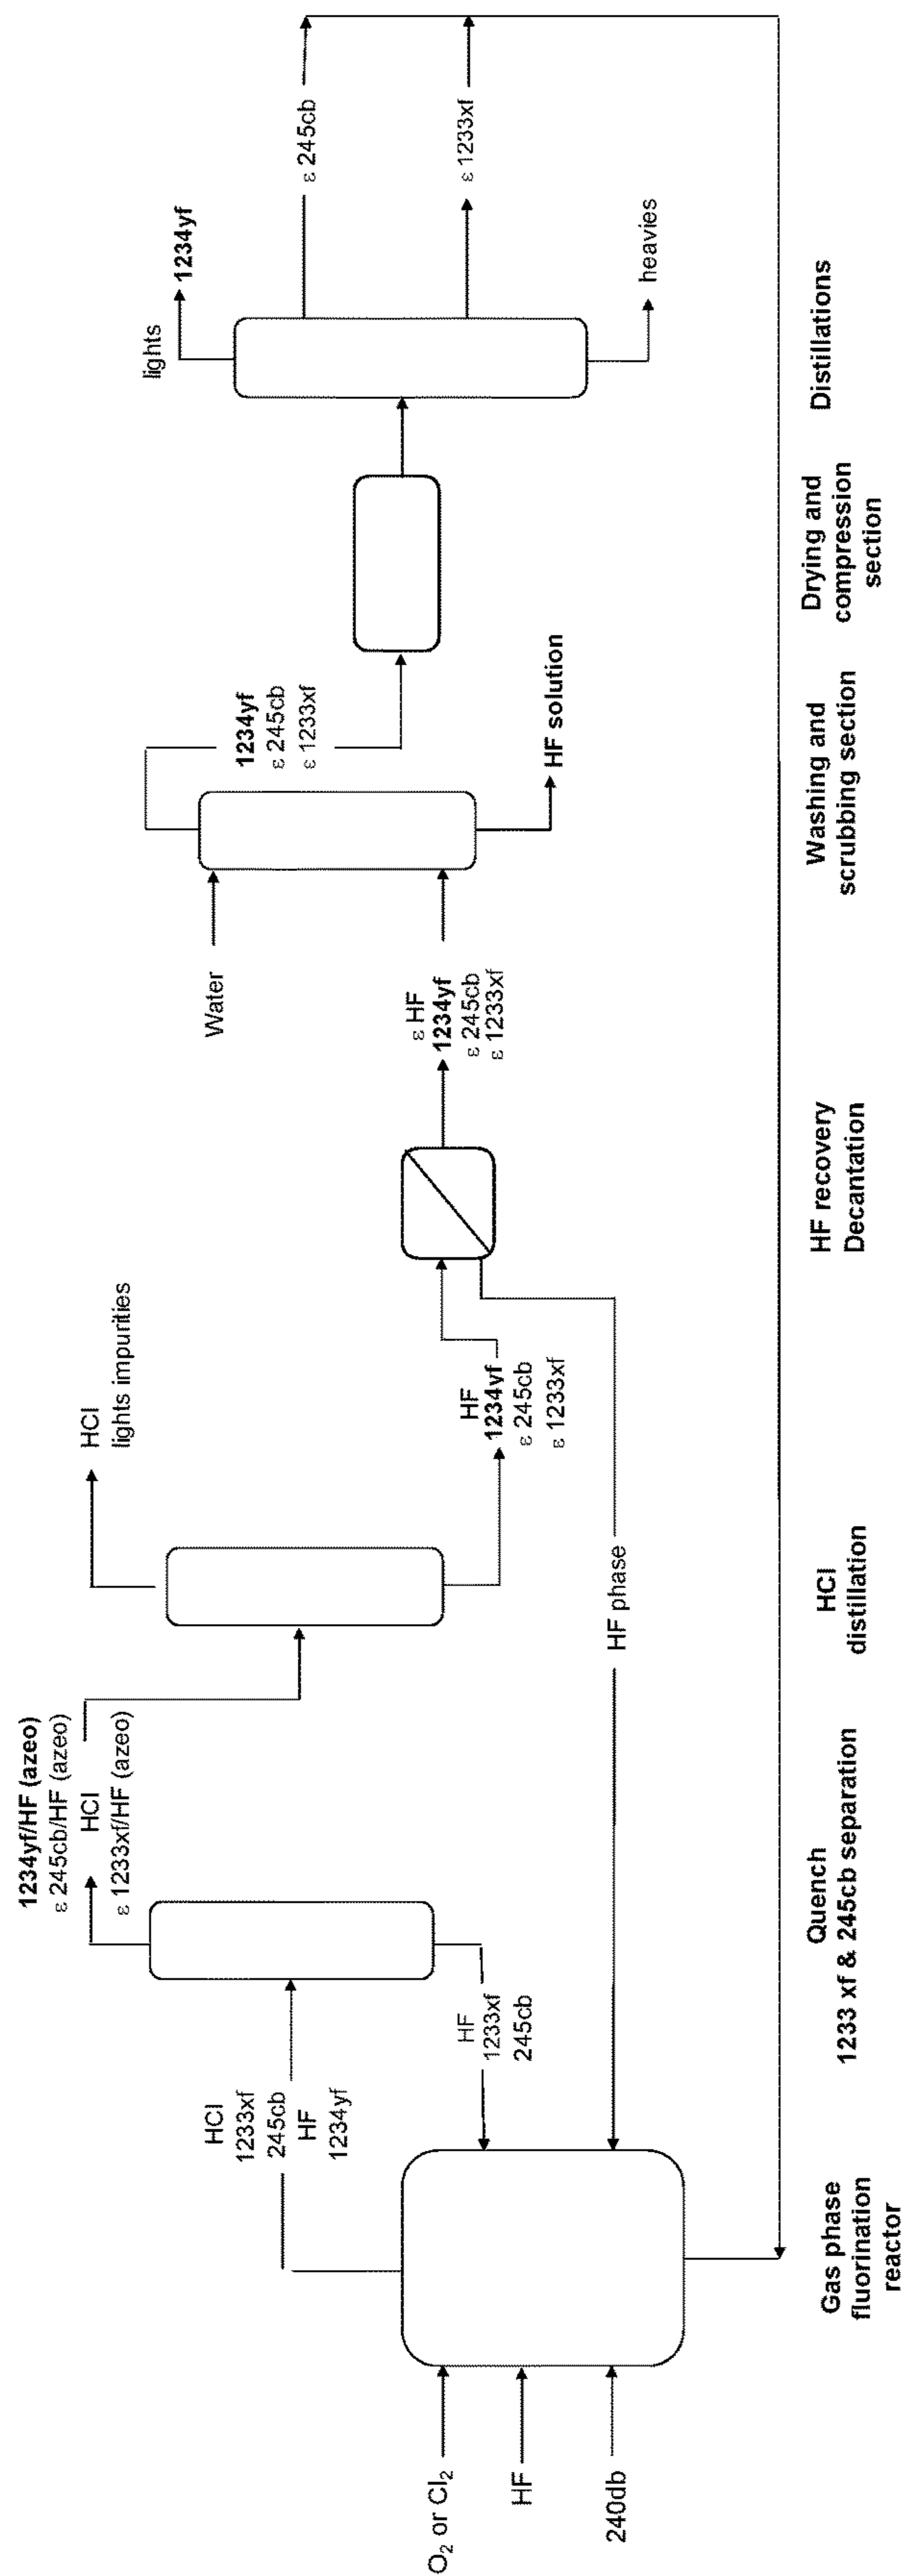 O₂ or Cl₂
HF
240db
HCl
1233xf
245cb
HF
1234yf
HF
1233xf
245cb
1234yf/HF (azeo)
ε 245cb/HF (azeo)
HCl
ε 1233xf/HF (azeo)
HCl
lights impurities
HF
1234yf
ε 245cb
ε 1233xf
HF phase
ε HF
1234yf
ε 245cb
ε 1233xf
Water
1234yf
ε 245cb
ε 1233xf
HF solution
lights
1234yf
ε 245cb
ε 1233xf
heavies
Gas phase
fluorination
reactor
Quench
1233 xf & 245cb separation
HCl
distillation
HF recovery
Decantation
Washing and
scrubbing section
Drying and
compression
section
Distillations